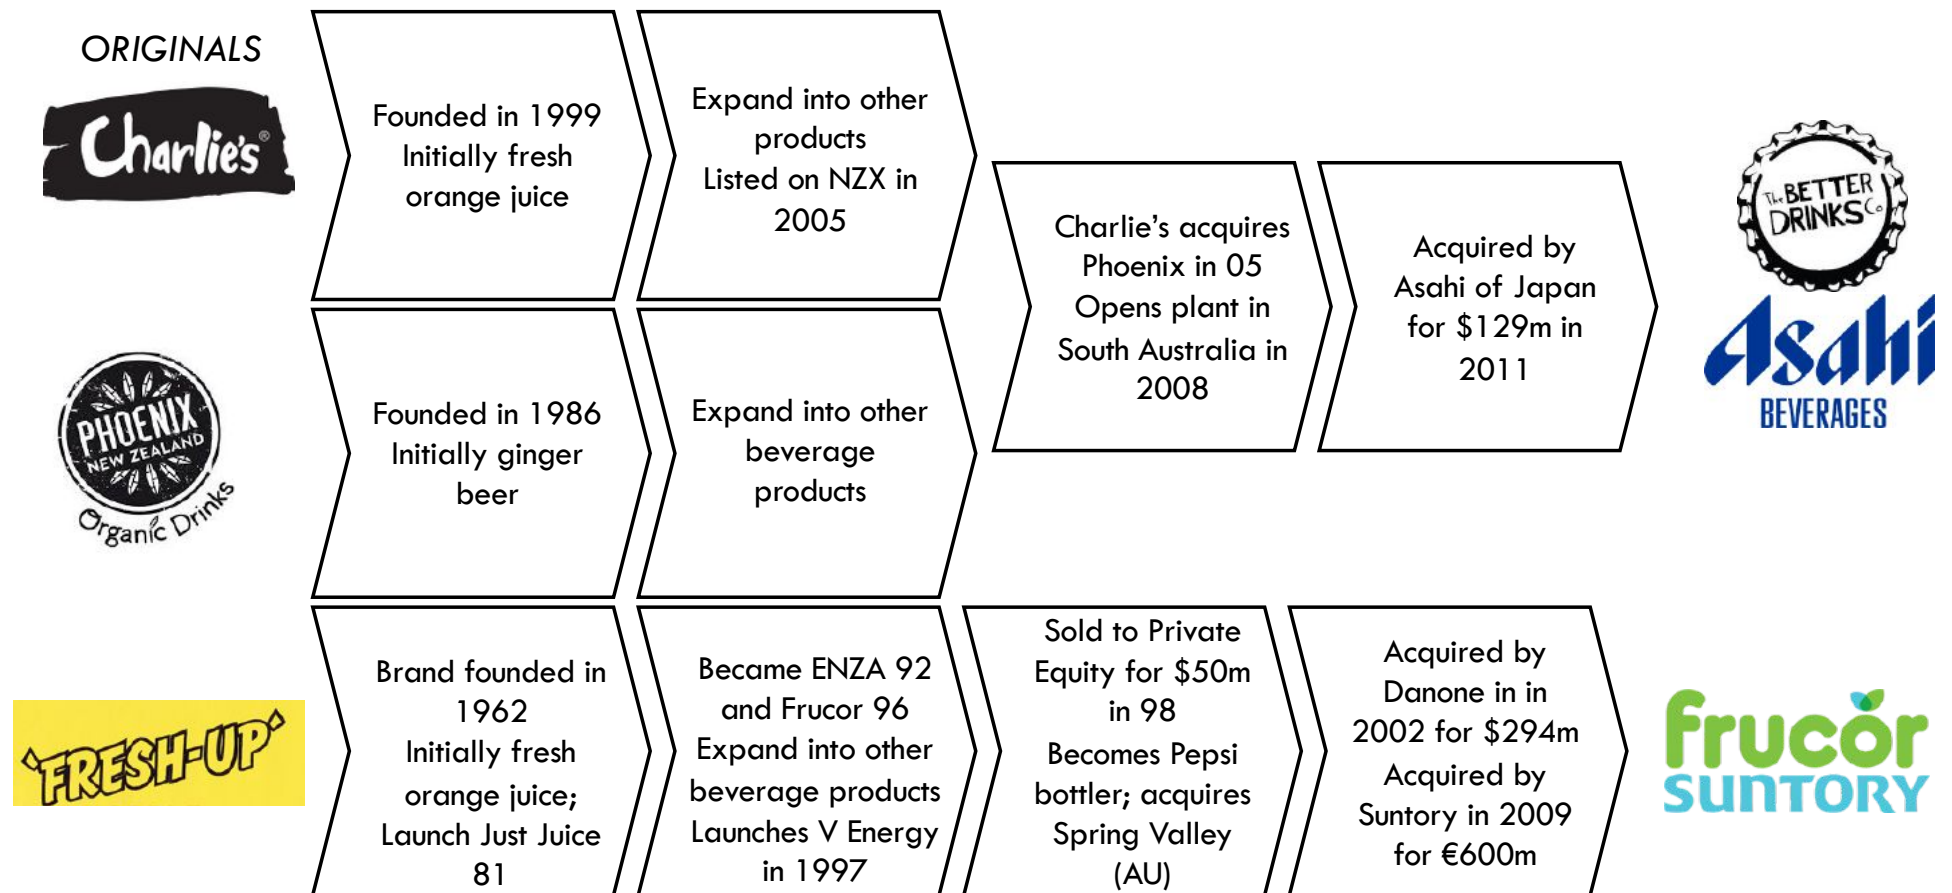 ORIGINALS
Charlie's®
Founded in 1999
Initially fresh
orange juice
Expand into other
products
Listed on NZX in
2005
Charlie's acquires
Phoenix in 05
Opens plant in
South Australia in
2008
Acquired by
Asahi of Japan
for $129m in
2011
The BETTER
DRINKS Co
Asahi
BEVERAGES
PHOENIX
NEW ZEALAND
Organic Drinks
Founded in 1986
Initially ginger
beer
Expand into other
beverage
products
'FRESH-UP'
Brand founded in
1962
Initially fresh
orange juice;
Launch Just Juice
81
Became ENZA 92
and Frucor 96
Expand into other
beverage products
Launches V Energy
in 1997
Sold to Private
Equity for $50m
in 98
Becomes Pepsi
bottler; acquires
Spring Valley
(AU)
Acquired by
Danone in in
2002 for $294m
Acquired by
Suntory in 2009
for €600m
frucor
SUNTORY